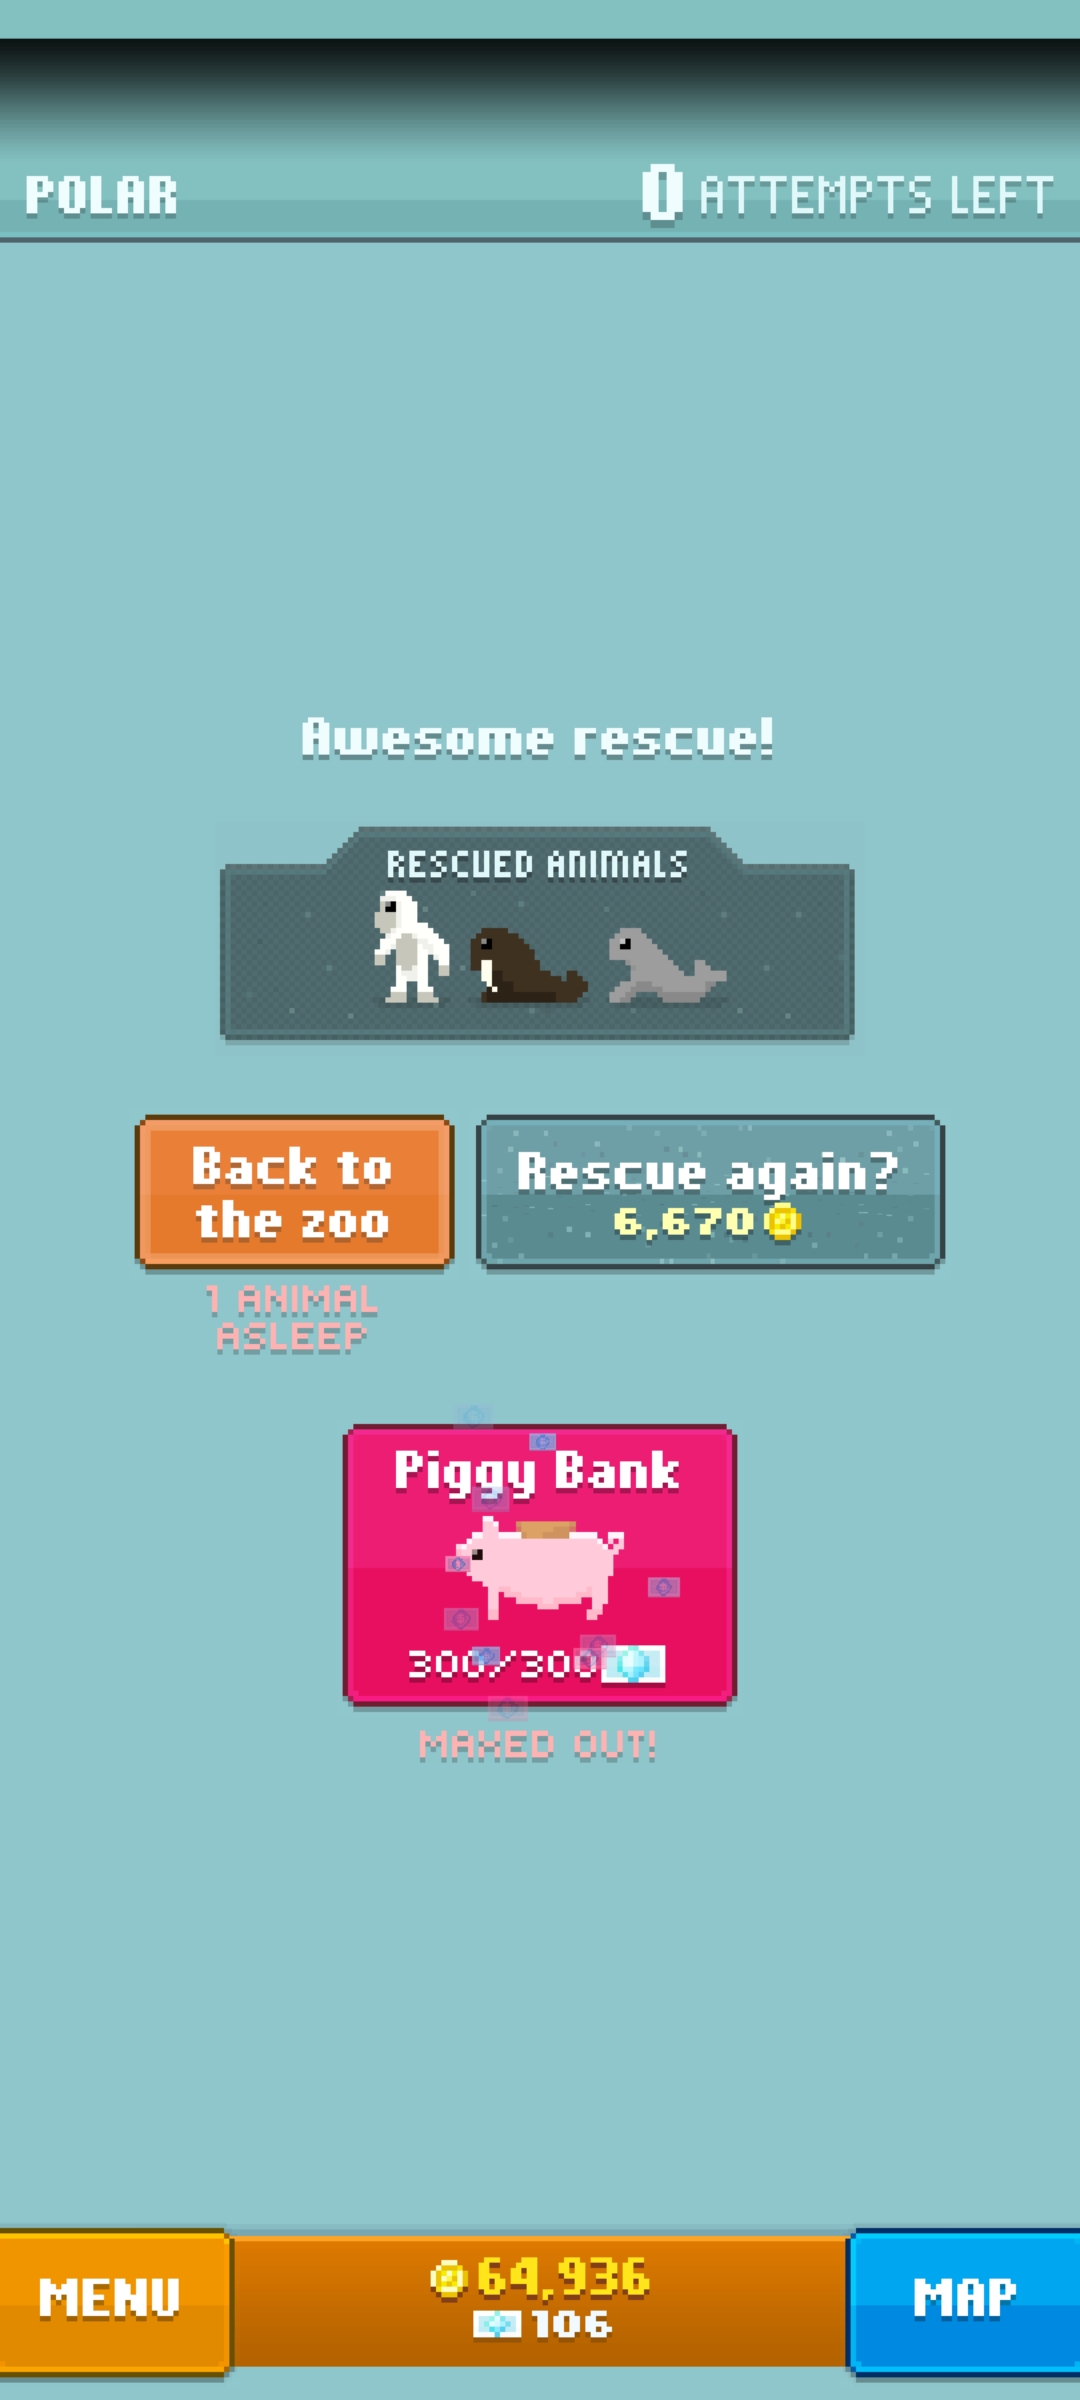 POLAR
0 ATTEMPTS LEFT
Awesome rescue!
RESCUED ANIMALS
Back to
the zoo
Rescue again?
6,670
1 ANIMAL
ASLEEP
Piggy Bank
300/300
MAXED OUT!
MENU
64,936
106
MAP